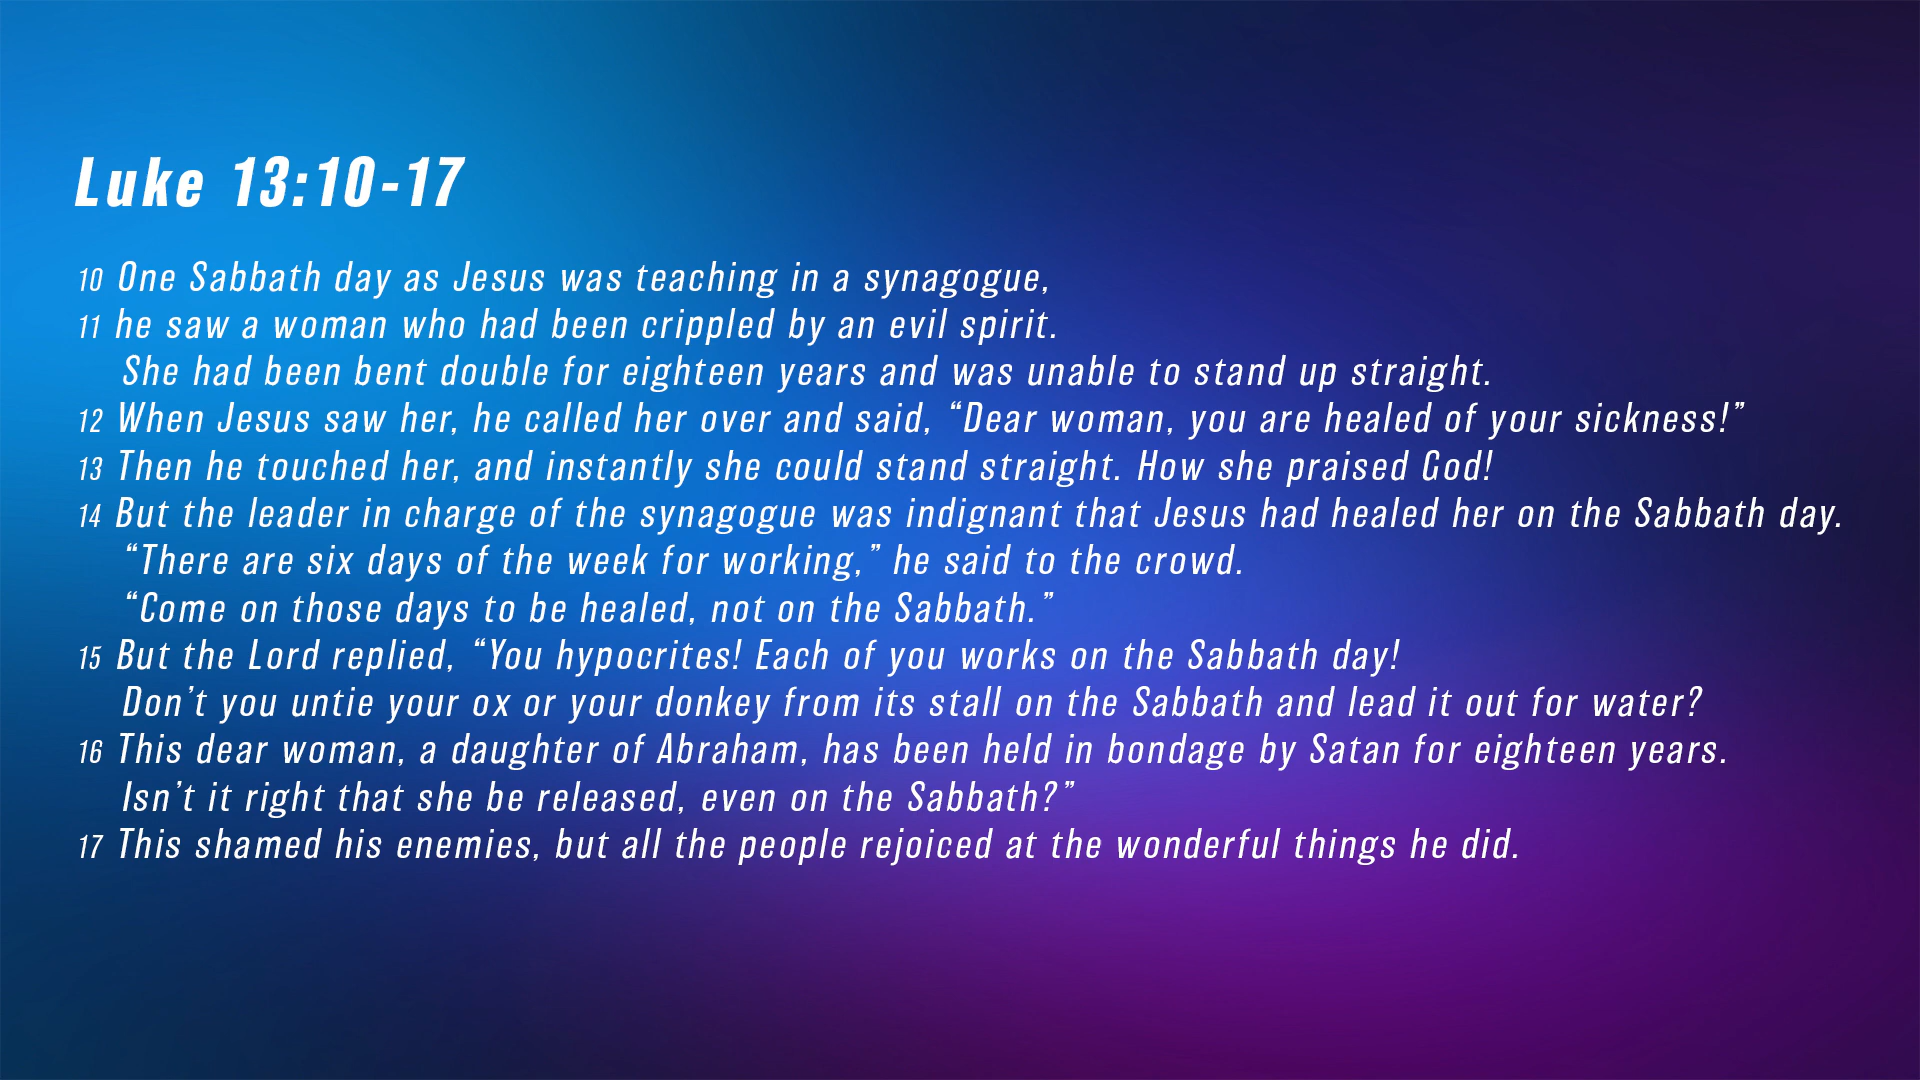 Luke 13:10-17
10 One Sabbath day as Jesus was teaching in a synagogue,
11 he saw a woman who had been crippled by an evil spirit.
She had been bent double for eighteen years and was unable to stand up straight.
12 When Jesus saw her, he called her over and said, “Dear woman, you are healed of your sickness!”
13 Then he touched her, and instantly she could stand straight. How she praised God!
14 But the leader in charge of the synagogue was indignant that Jesus had healed her on the Sabbath day.
“There are six days of the week for working,” he said to the crowd.
“Come on those days to be healed, not on the Sabbath.”
15 But the Lord replied, “You hypocrites! Each of you works on the Sabbath day!
Don’t you untie your ox or your donkey from its stall on the Sabbath and lead it out for water?
16 This dear woman, a daughter of Abraham, has been held in bondage by Satan for eighteen years.
Isn’t it right that she be released, even on the Sabbath?”
17 This shamed his enemies, but all the people rejoiced at the wonderful things he did.